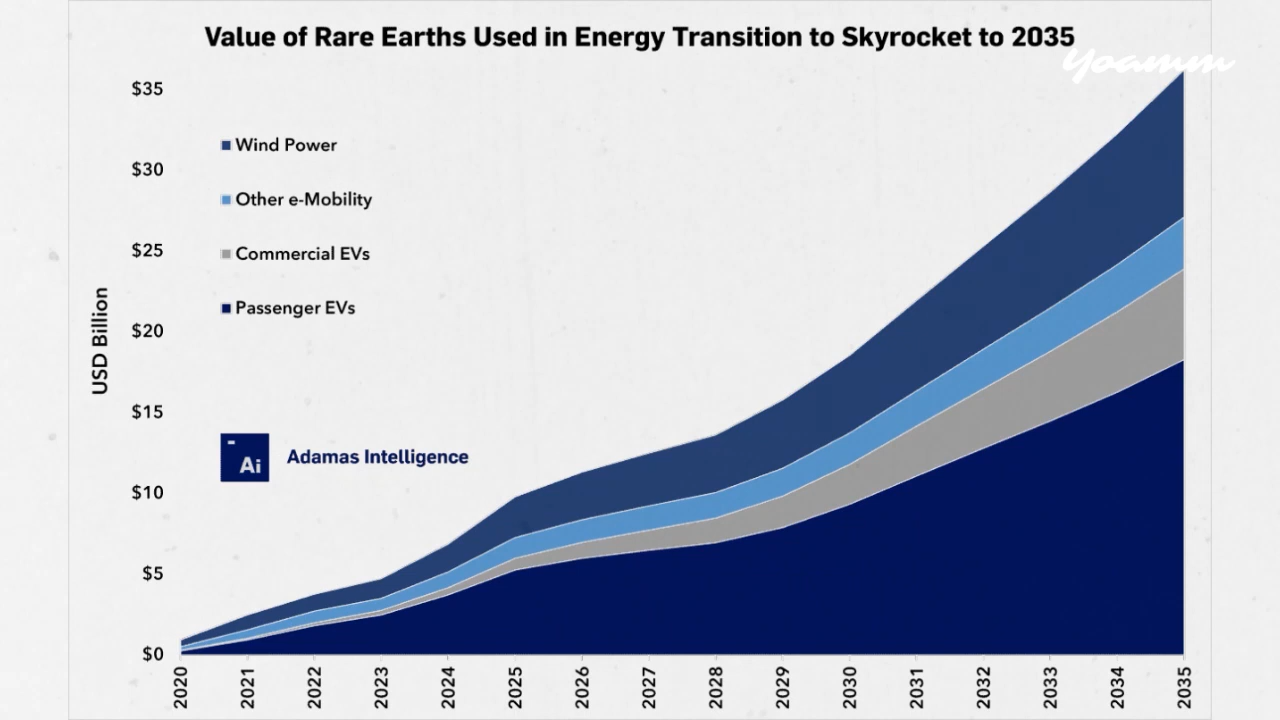 Value of Rare Earths Used in Energy Transition to Skyrocket to 2035
Yoamm
$35
Wind Power
$30
Other e-Mobility
$25
Commercial EVs
Passenger EVs
$20
USD Billion
$15
Ai
Adamas Intelligence
$10
$5
$0
2020
2021
2022
2023
2024
2025
2026
2027
2028
2029
2030
2031
2032
2033
2034
2035